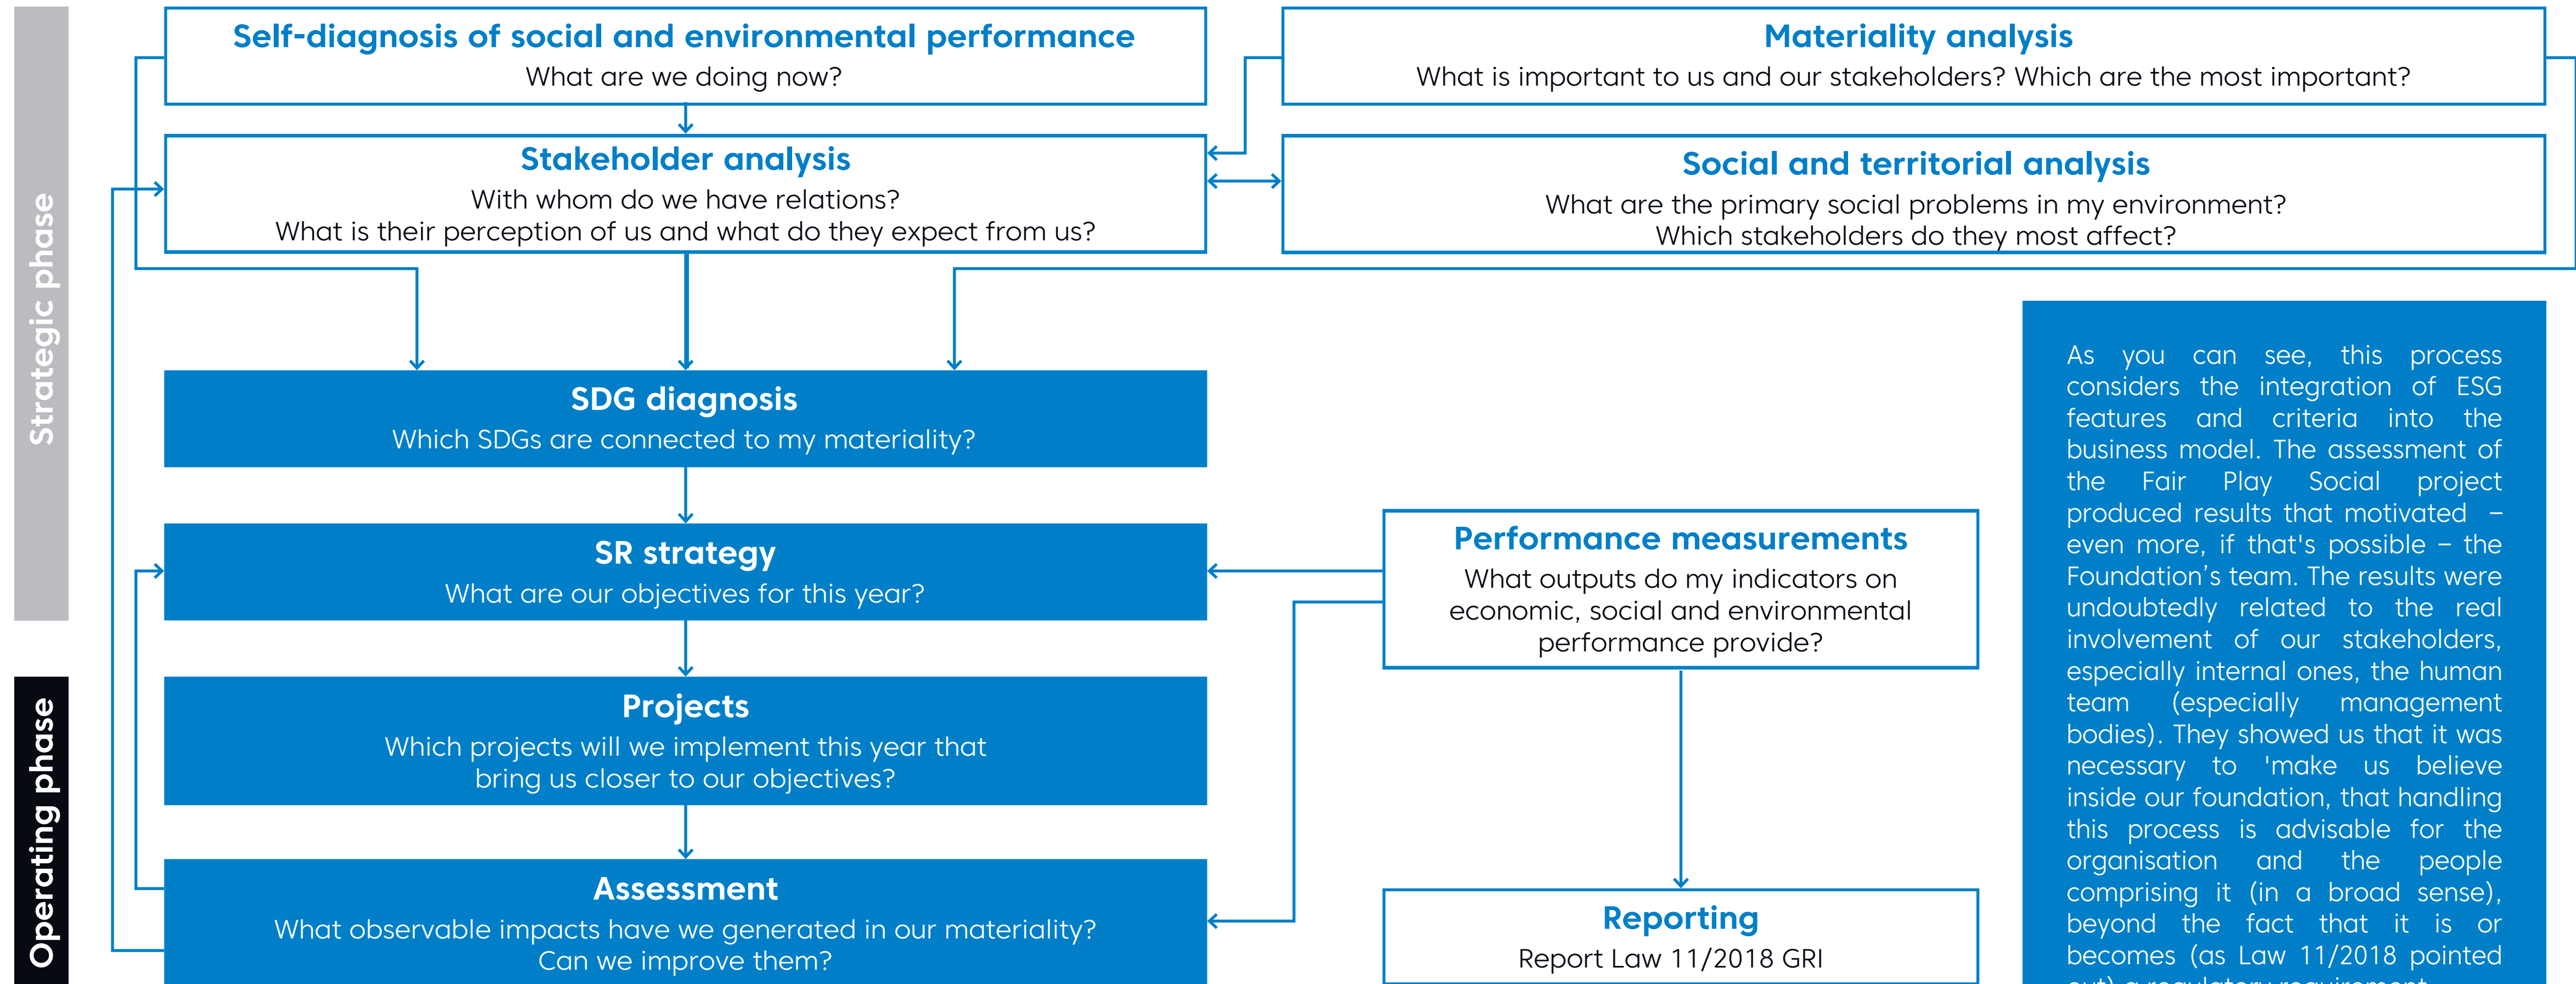 Strategic phase
Self-diagnosis of social and environmental performance
What are we doing now?
Materiality analysis
What is important to us and our stakeholders? Which are the most important?
Stakeholder analysis
With whom do we have relations?
What is their perception of us and what do they expect from us?
Social and territorial analysis
What are the primary social problems in my environment?
Which stakeholders do they most affect?
SDG diagnosis
Which SDGs are connected to my materiality?
SR strategy
What are our objectives for this year?
Performance measurements
What outputs do my indicators on
economic, social and environmental
performance provide?
Operating phase
Projects
Which projects will we implement this year that
bring us closer to our objectives?
Assessment
What observable impacts have we generated in our materiality?
Can we improve them?
Reporting
Report Law 11/2018 GRI
As you can see, this process
considers the integration of ESG
features and criteria into the
business model. The assessment of
the Fair Play Social project
produced results that motivated –
even more, if that's possible – the
Foundation’s team. The results were
undoubtedly related to the real
involvement of our stakeholders,
especially internal ones, the human
team (especially management
bodies). They showed us that it was
necessary to 'make us believe
inside our foundation, that handling
this process is advisable for the
organisation and the people
comprising it (in a broad sense),
beyond the fact that it is or
becomes (as Law 11/2018 pointed
out) a regulatory requirement